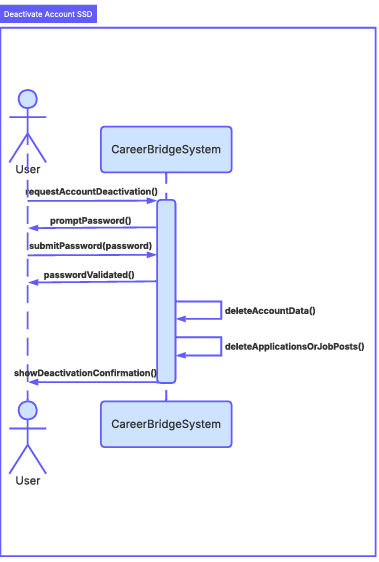 Deactivate Account SSD
User
CareerBridgeSystem
requestAccountDeactivation()
promptPassword()
submitPassword(password)
passwordValidated()
deleteAccountData()
deleteApplicationsOrJobPosts()
showDeactivationConfirmation()
User
CareerBridgeSystem